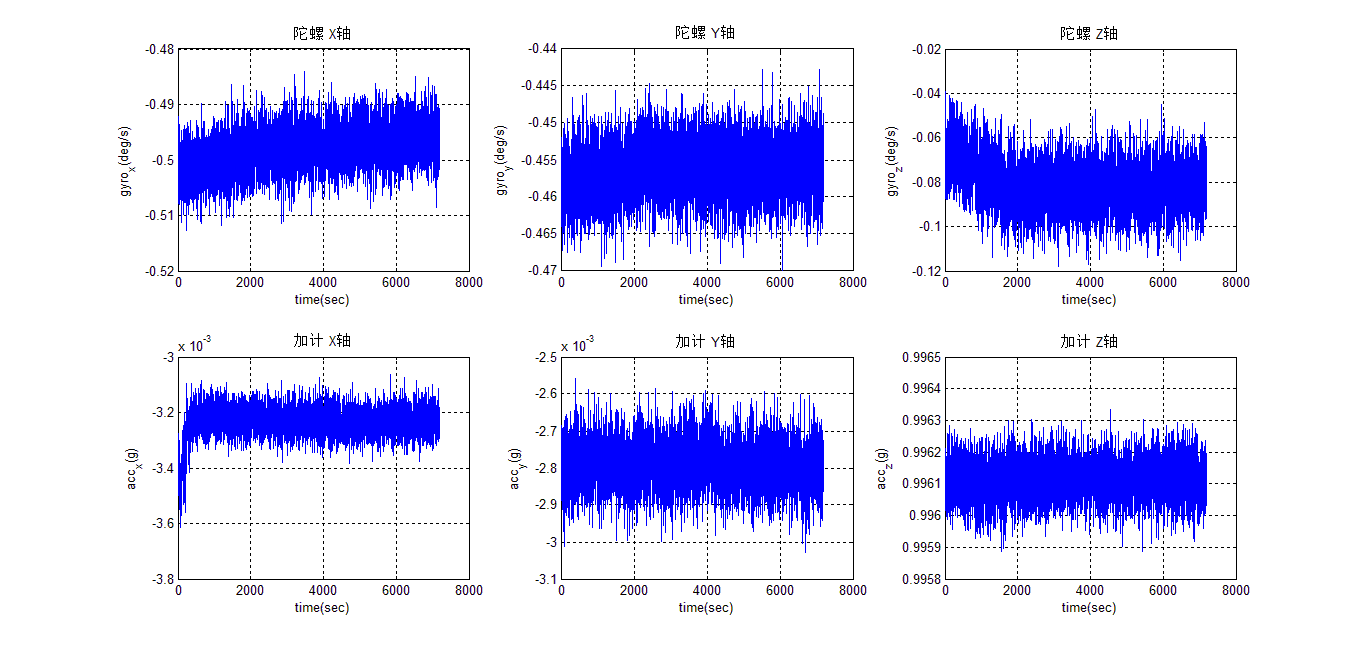 陀螺 X轴
-0.48
-0.49
-0.5
-0.51
-0.52
gyro_x(deg/s)
0 2000 4000 6000 8000
time(sec)
陀螺 Y轴
-0.44
-0.445
-0.45
-0.455
-0.46
-0.465
-0.47
gyro_y(deg/s)
0 2000 4000 6000 8000
time(sec)
陀螺 Z轴
-0.02
-0.04
-0.06
-0.08
-0.1
-0.12
gyro_z(deg/s)
0 2000 4000 6000 8000
time(sec)
加计 X轴
x 10^-3
-3
-3.2
-3.4
-3.6
-3.8
acc_x(g)
0 2000 4000 6000 8000
time(sec)
加计 Y轴
x 10^-3
-2.5
-2.6
-2.7
-2.8
-2.9
-3
-3.1
acc_y(g)
0 2000 4000 6000 8000
time(sec)
加计 Z轴
0.9965
0.9964
0.9963
0.9962
0.9961
0.996
0.9959
0.9958
acc_z(g)
0 2000 4000 6000 8000
time(sec)